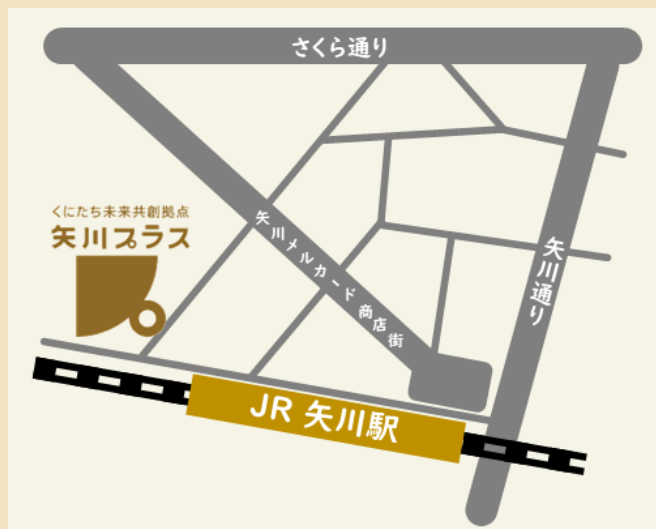 さくら通り
くにたち未来共創拠点
矢川プラス
矢川メルカード商店街
矢川通り
JR 矢川駅